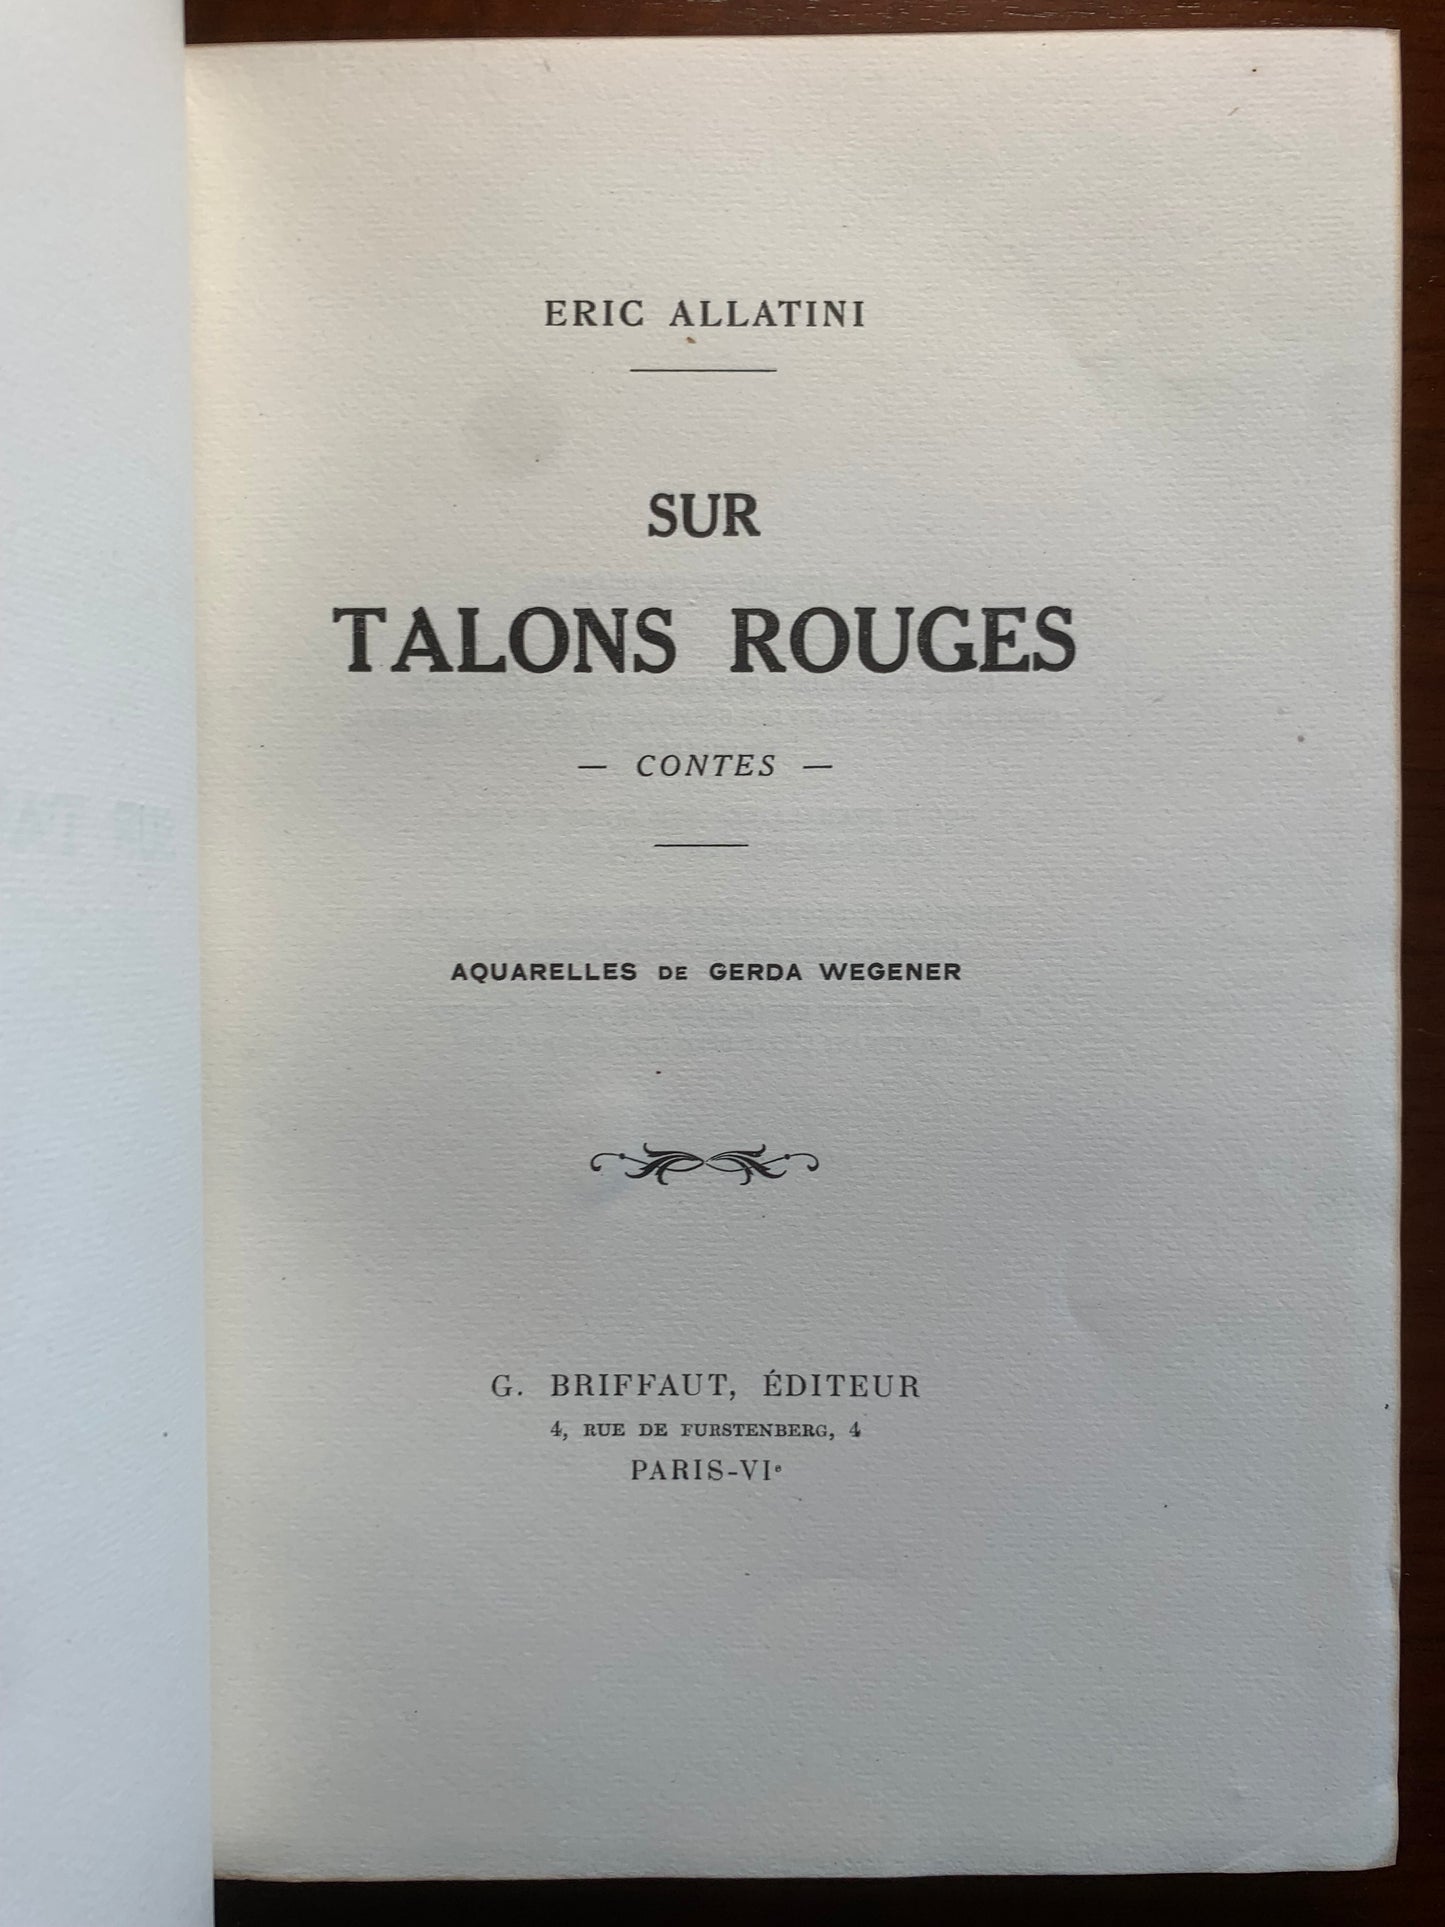 ERIC ALLATINI
SUR
TALONS ROUGES
— CONTES —
AQUARELLES DE GERDA WEGENER
G. BRIFFAUT, ÉDITEUR
4, RUE DE FURSTENBERG, 4
PARIS-VIe